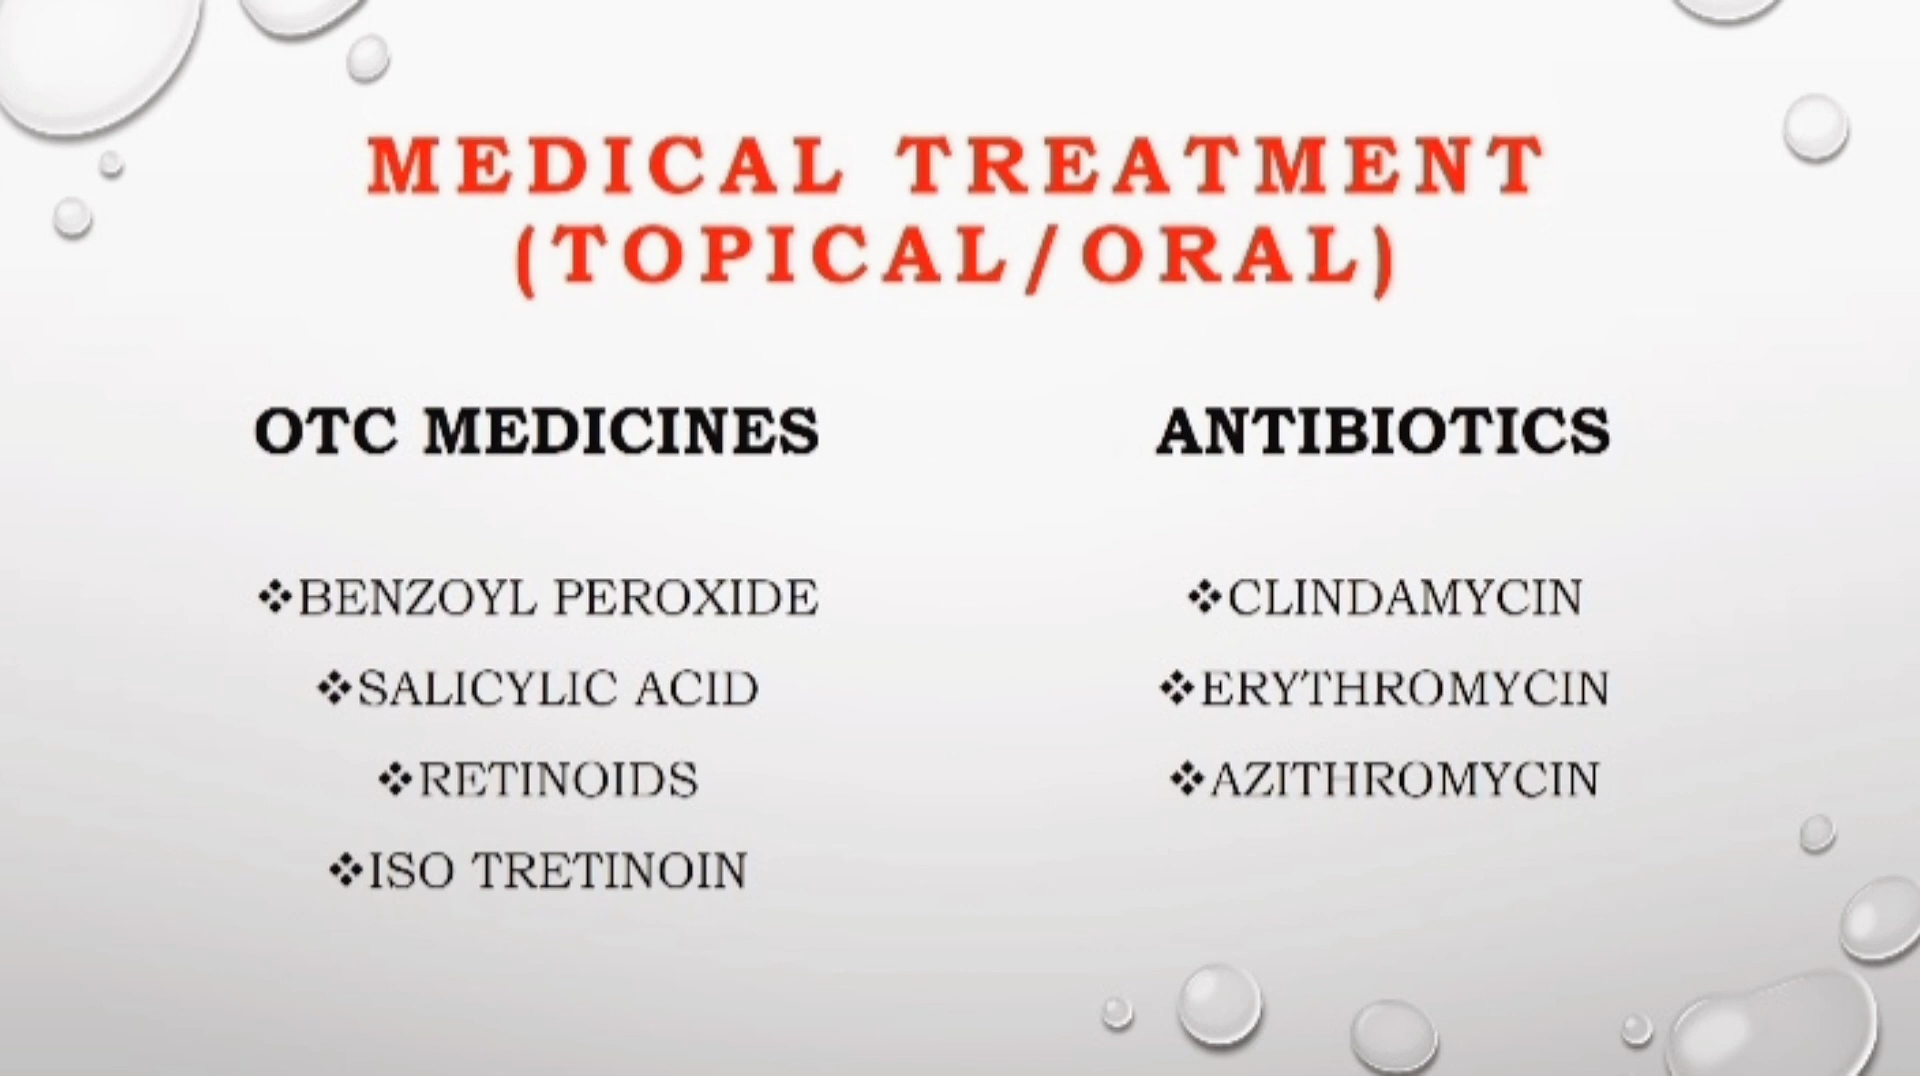 MEDICAL TREATMENT
(TOPICAL/ORAL)
OTC MEDICINES
❖BENZOYL PEROXIDE
❖SALICYLIC ACID
❖RETINOIDS
❖ISO TRETINOIN
ANTIBIOTICS
❖CLINDAMYCIN
❖ERYTHROMYCIN
❖AZITHROMYCIN